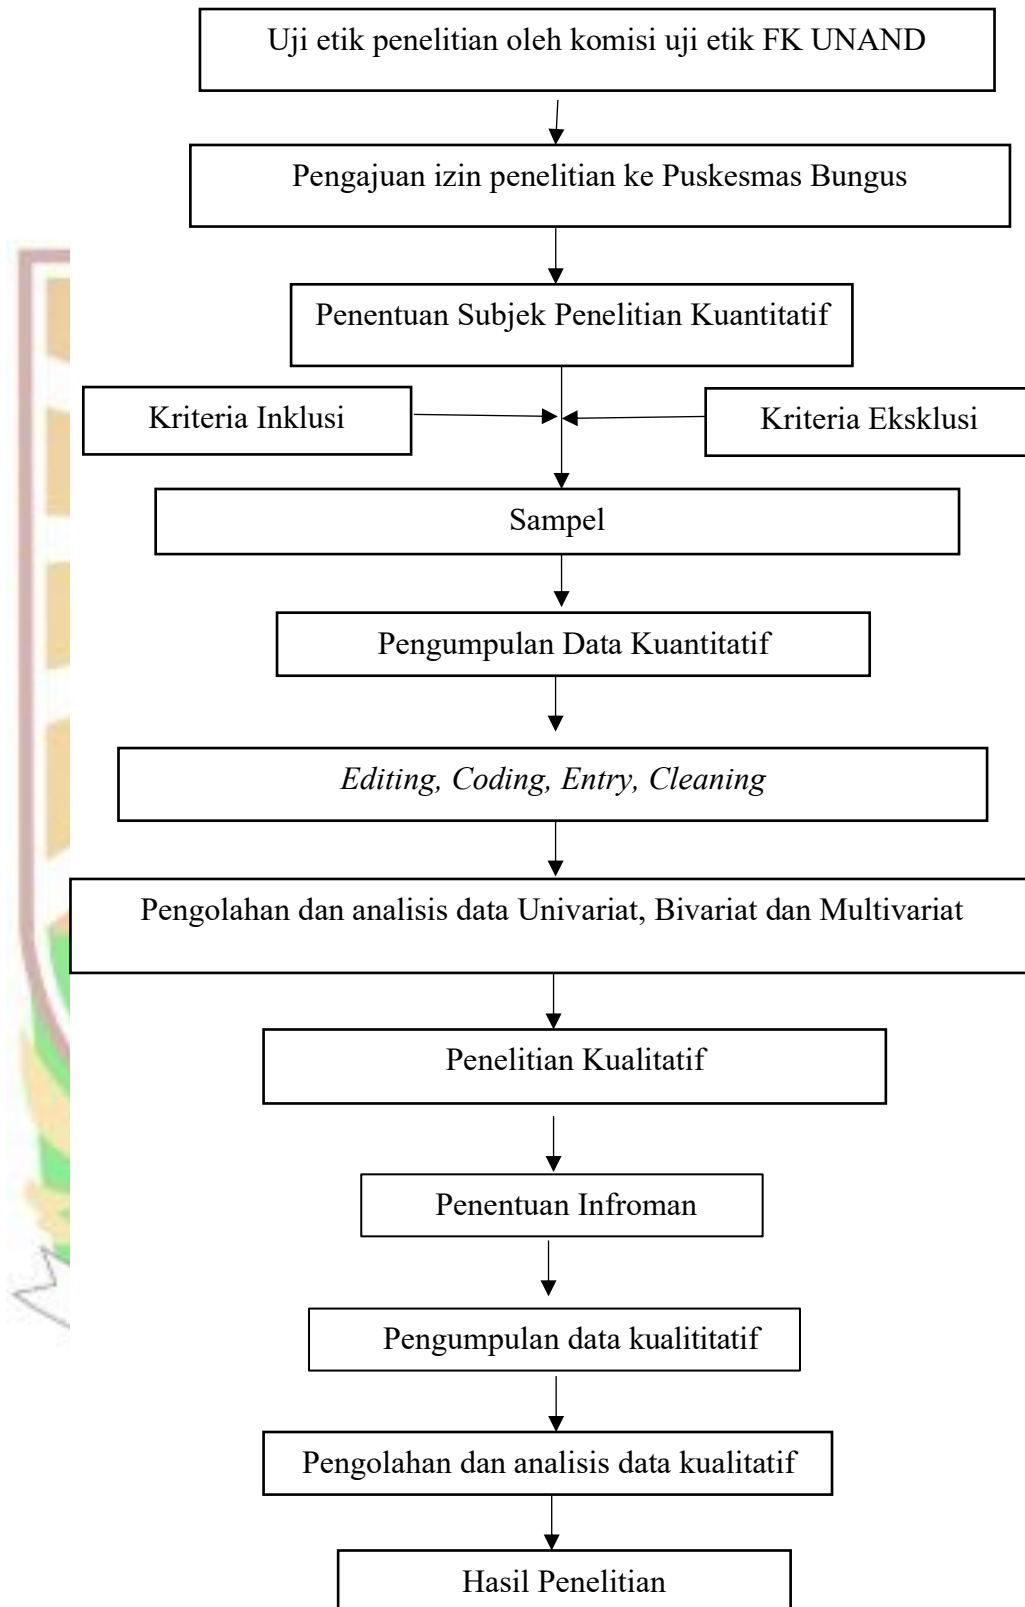 Uji etik penelitian oleh komisi uji etik FK UNAND
Pengajuan izin penelitian ke Puskesmas Bungus
Penentuan Subjek Penelitian Kuantitatif
Kriteria Inklusi
Kriteria Eksklusi
Sampel
Pengumpulan Data Kuantitatif
Editing, Coding, Entry, Cleaning
Pengolahan dan analisis data Univariat, Bivariat dan Multivariat
Penelitian Kualitatif
Penentuan Infroman
Pengumpulan data kualititatif
Pengolahan dan analisis data kualitatif
Hasil Penelitian